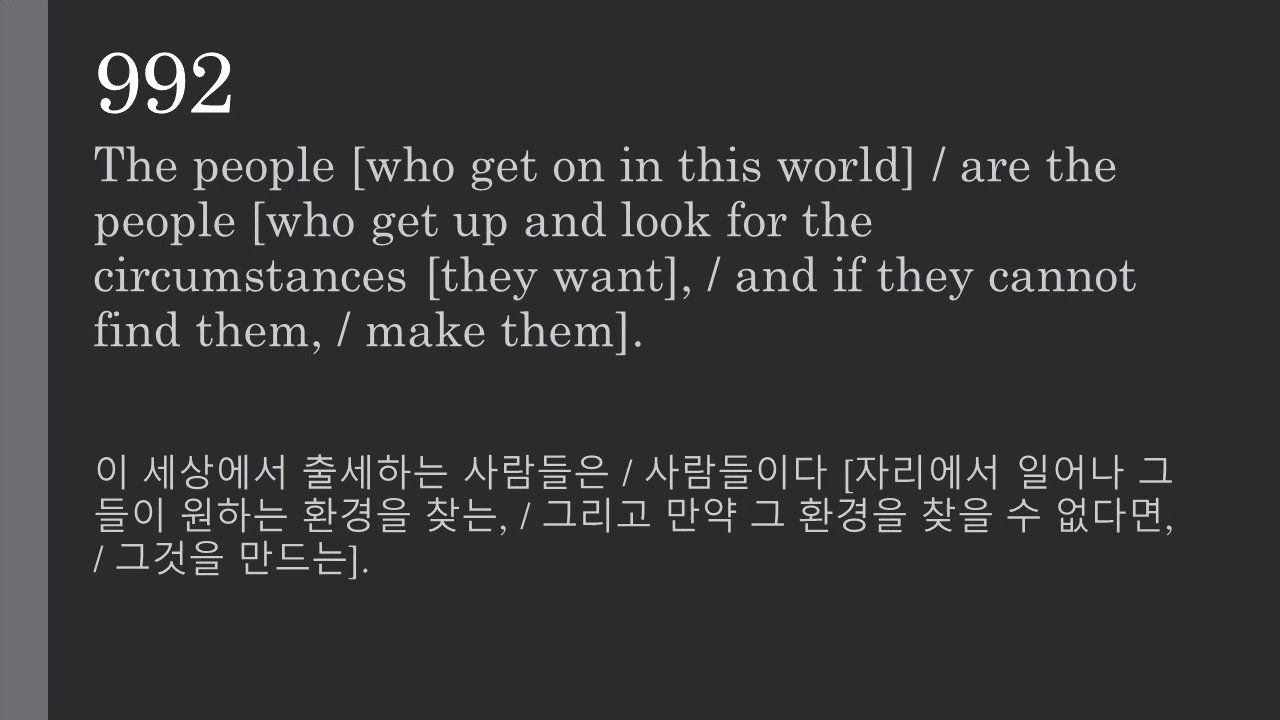 992
The people [who get on in this world] / are the
people [who get up and look for the
circumstances [they want], / and if they cannot
find them, / make them].
이 세상에서 출세하는 사람들은 / 사람들이다 [자리에서 일어나 그
들이 원하는 환경을 찾는, / 그리고 만약 그 환경을 찾을 수 없다면,
/ 그것을 만드는].